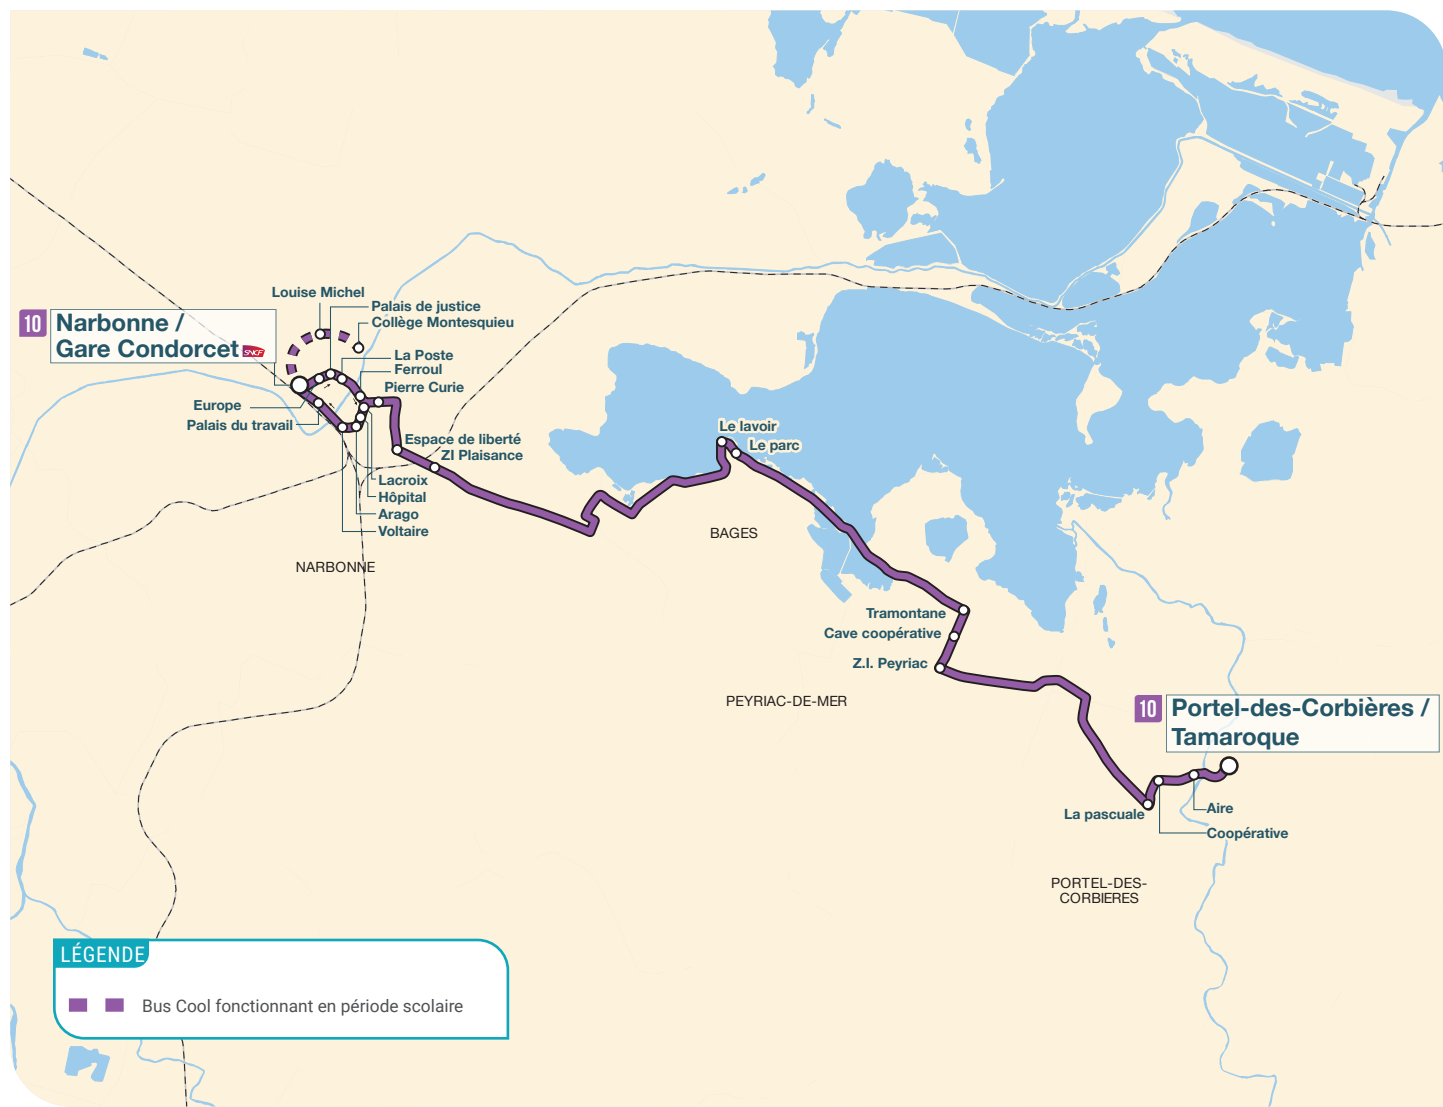 Louise Michel
Palais de justice
Collège Montesquieu
10
Narbonne /
Gare Condorcet
SNCF
La Poste
Ferroul
Pierre Curie
Europe
Palais du travail
Espace de liberté
ZI Plaisance
Lacroix
Hôpital
Arago
Voltaire
NARBONNE
Le lavoir
Le parc
BAGES
Tramontane
Cave coopérative
Z.I. Peyriac
PEYRIAC-DE-MER
10
Portel-des-Corbières /
Tamaroque
La pascuale
Aire
Coopérative
PORTEL-DES-
CORBIERES
LÉGENDE
Bus Cool fonctionnant en période scolaire